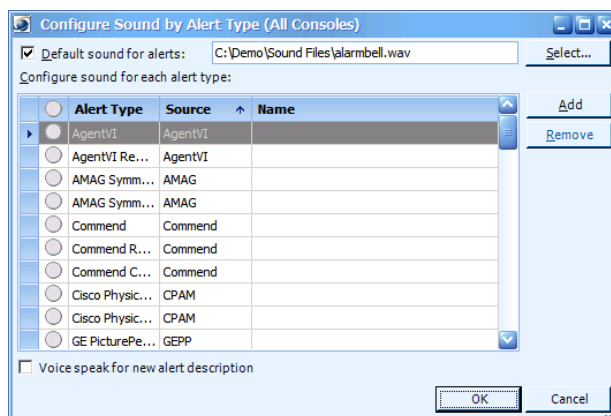 Configure Sound by Alert Type (All Consoles)
Default sound for alerts: C:\Demo\Sound Files\alarmbell.wav Select...
Configure sound for each alert type:
Alert Type Source Name Add
AgentVI AgentVI Remove
AgentVI Re... AgentVI
AMAG Symm... AMAG
AMAG Symm... AMAG
Commend Commend
Commend R... Commend
Commend C... Commend
Cisco Physic... CPAM
Cisco Physic... CPAM
GE PicturePe... GEPP
Voice speak for new alert description
OK Cancel